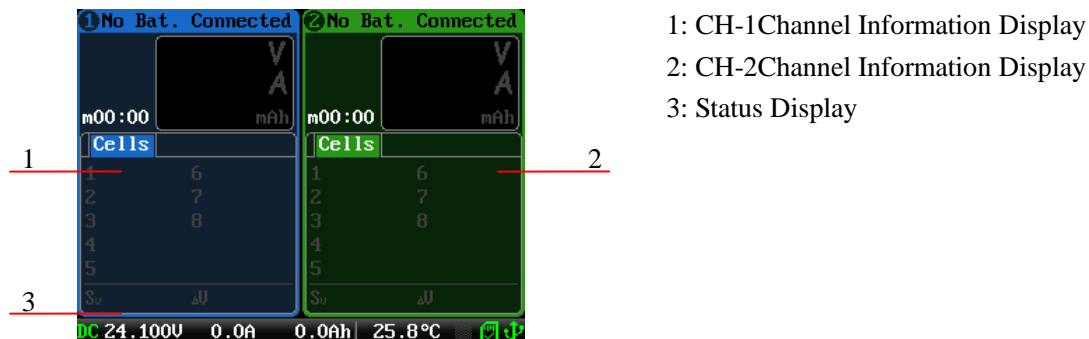 1 No Bat. Connected 2 No Bat. Connected
V V
A A
m00:00 mAh m00:00 mAh
Cells Cells
1 6 1 6
2 7 2 7
3 8 3 8
4 4
5 5
Su ΔU Su ΔU
DC 24.100V 0.0A 0.0Ah 25.8°C
1
2
3
1: CH-1Channel Information Display
2: CH-2Channel Information Display
3: Status Display